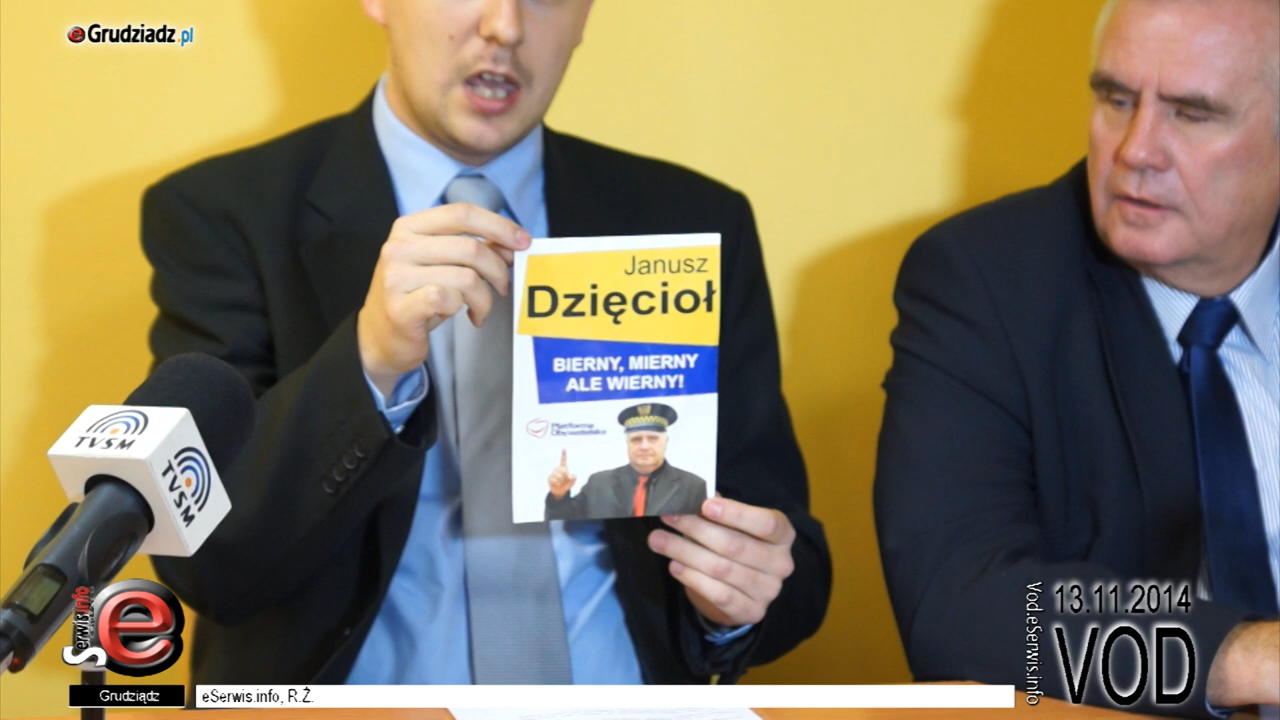 eGrudziadz.pl
Janusz
Dzięcioł
BIERNY, MIERNY
ALE WIERNY!
Platforma
Obywatelska
TVSM
TVSM
eSerwis.info
Grudziądz
eSerwis.info, R.Ż.
Vod.eSerwis.info
13.11.2014
VOD